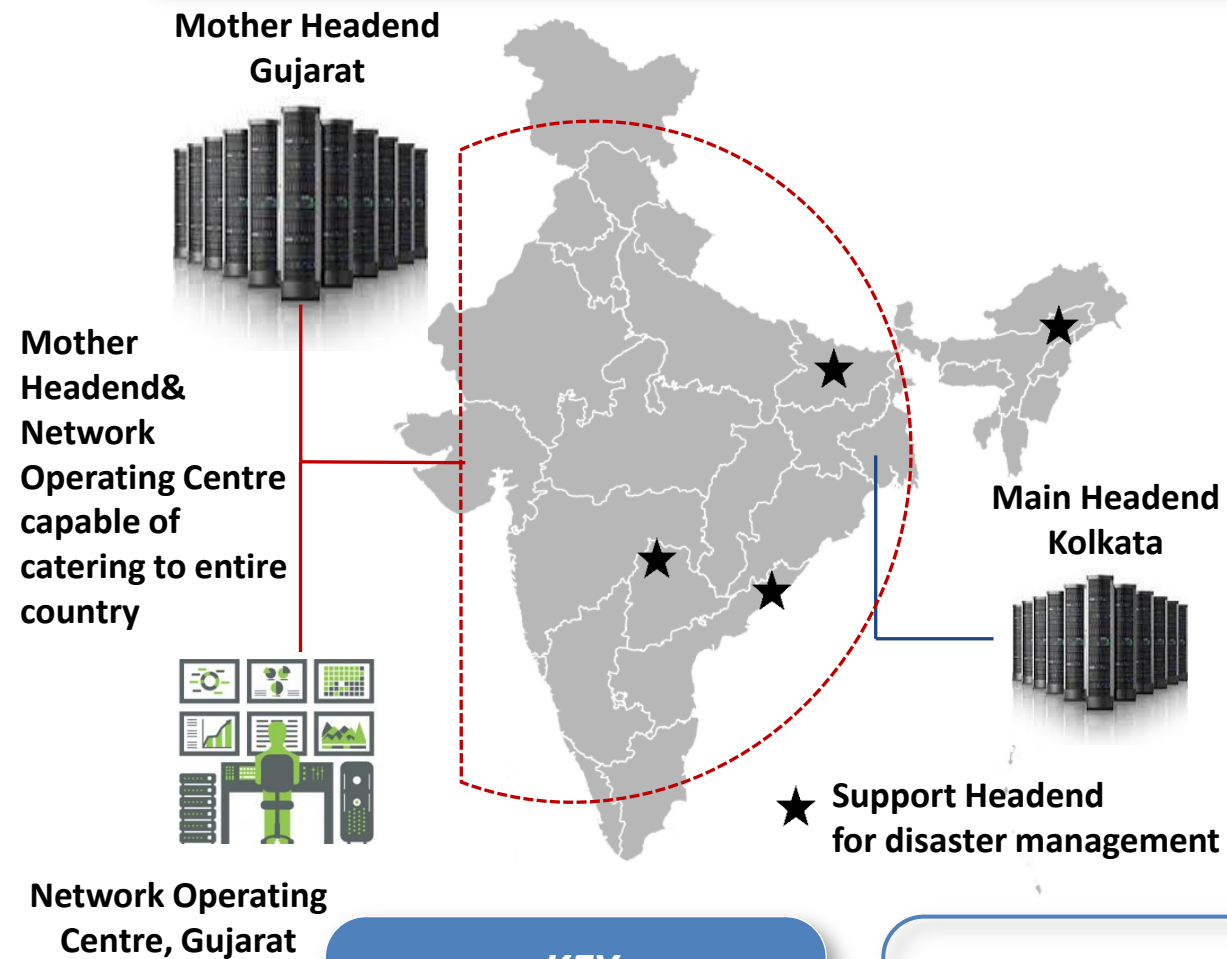 Mother Headend
Gujarat
Mother
Headend&
Network
Operating Centre
capable of
catering to entire
country
Main Headend
Kolkata
Support Headend
for disaster management
Network Operating
Centre, Gujarat
KEY